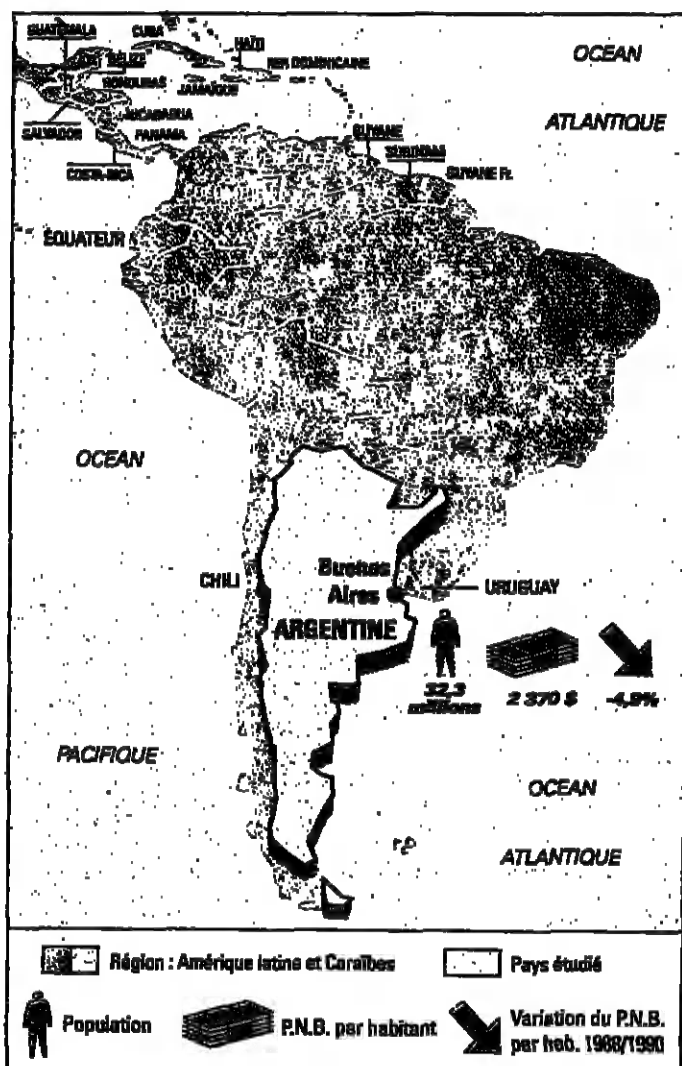 GUATEMALA
CUBA
HAÏTI
OCEAN
BÉLIZE
REP. DOMINICAINE
HONDURAS
JAMAÏQUE
NICARAGUA
ATLANTIQUE
SALVADOR
PANAMA
GUYANE
SURINAM
COSTA-RICA
GUYANE Fr.
ÉQUATEUR
OCEAN
CHILI
Buenos
Aires
URUGUAY
ARGENTINE
32,3
millions
2 370 $
-4,9%
PACIFIQUE
OCEAN
ATLANTIQUE
Région : Amérique latine et Caraïbes
Pays étudié
Population
P.N.B. par habitant
Variation du P.N.B.
par hab. 1988/1990